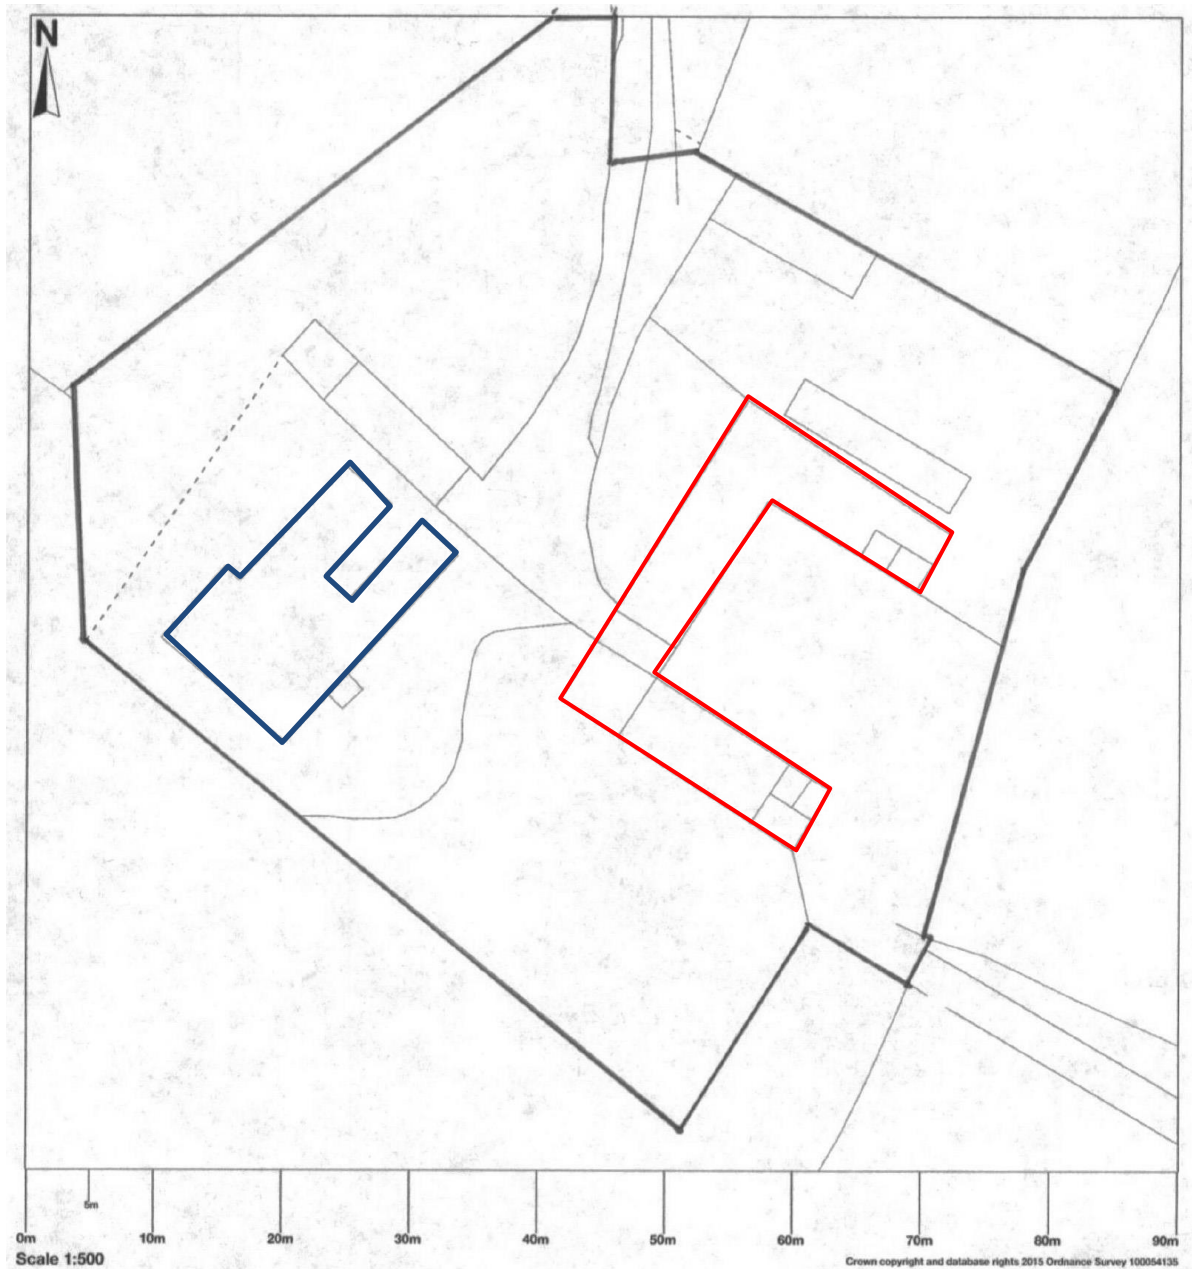 N
5m
0m 10m 20m 30m 40m 50m 60m 70m 80m 90m
Scale 1:500 Crown copyright and database rights 2015 Ordnance Survey 100054135